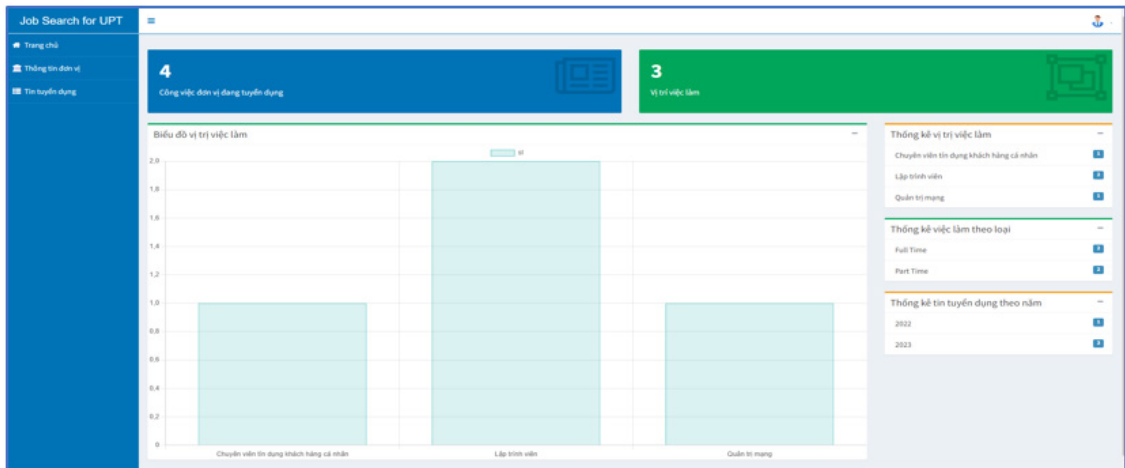 Job Search for UPT
Trang chủ
Thông tin đơn vị
Tin tuyển dụng
4
Công việc đơn vị đang tuyển dụng
3
Vị trí việc làm
Biểu đồ vị trị việc làm
sl
2,0
1,8
1,6
1,4
1,2
1,0
0,8
0,6
0,4
0,2
0
Chuyên viên tín dụng khách hàng cá nhân
Lập trình viên
Quản trị mạng
Thống kê vị trị việc làm
Chuyên viên tín dụng khách hàng cá nhân
Lập trình viên
Quản trị mạng
Thống kê việc làm theo loại
Full Time
Part Time
Thống kê tin tuyển dụng theo năm
2022
2023